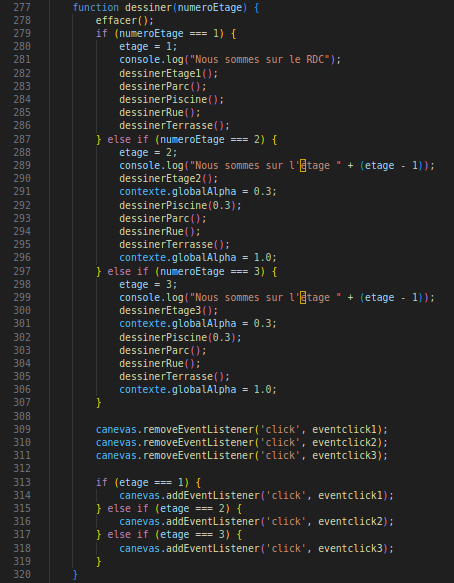 277 function dessiner(numeroEtage) {
278 effacer();
279 if (numeroEtage === 1) {
280 etage = 1;
281 console.log("Nous sommes sur le RDC");
282 dessinerEtage1();
283 dessinerParc();
284 dessinerPiscine();
285 dessinerRue();
286 dessinerTerrasse();
287 } else if (numeroEtage === 2) {
288 etage = 2;
289 console.log("Nous sommes sur l'étage " + (etage - 1));
290 dessinerEtage2();
291 contexte.globalAlpha = 0.3;
292 dessinerPiscine(0.3);
293 dessinerParc();
294 dessinerRue();
295 dessinerTerrasse();
296 contexte.globalAlpha = 1.0;
297 } else if (numeroEtage === 3) {
298 etage = 3;
299 console.log("Nous sommes sur l'étage " + (etage - 1));
300 dessinerEtage3();
301 contexte.globalAlpha = 0.3;
302 dessinerPiscine(0.3);
303 dessinerParc();
304 dessinerRue();
305 dessinerTerrasse();
306 contexte.globalAlpha = 1.0;
307 }
308
309 canevas.removeEventListener('click', eventclick1);
310 canevas.removeEventListener('click', eventclick2);
311 canevas.removeEventListener('click', eventclick3);
312
313 if (etage === 1) {
314 canevas.addEventListener('click', eventclick1);
315 } else if (etage === 2) {
316 canevas.addEventListener('click', eventclick2);
317 } else if (etage === 3) {
318 canevas.addEventListener('click', eventclick3);
319 }
320 }